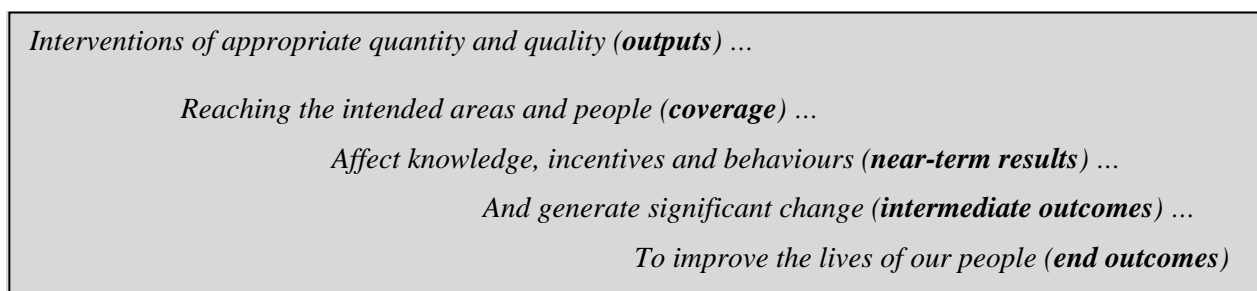 Interventions of appropriate quantity and quality (outputs) …
Reaching the intended areas and people (coverage) …
Affect knowledge, incentives and behaviours (near-term results) …
And generate significant change (intermediate outcomes) …
To improve the lives of our people (end outcomes)